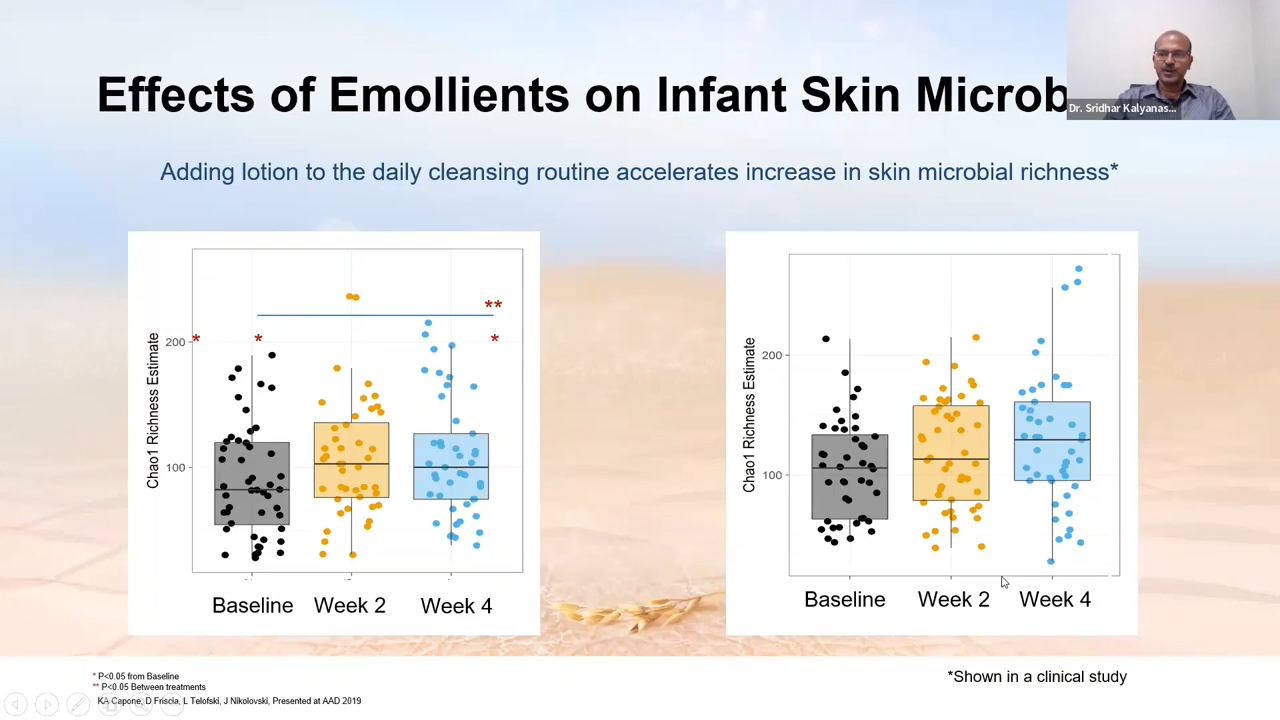 Effects of Emollients on Infant Skin Microb
Dr. Sridhar Kalyanas...
Adding lotion to the daily cleansing routine accelerates increase in skin microbial richness*
Chao1 Richness Estimate
200
100
**
*
*
*
Baseline
Week 2
Week 4
Chao1 Richness Estimate
200
100
Baseline
Week 2
Week 4
* P<0.05 from Baseline
** P<0.05 Between treatments
KA Capone, D Friscia, L Telofski, J Nikolovski, Presented at AAD 2019
*Shown in a clinical study